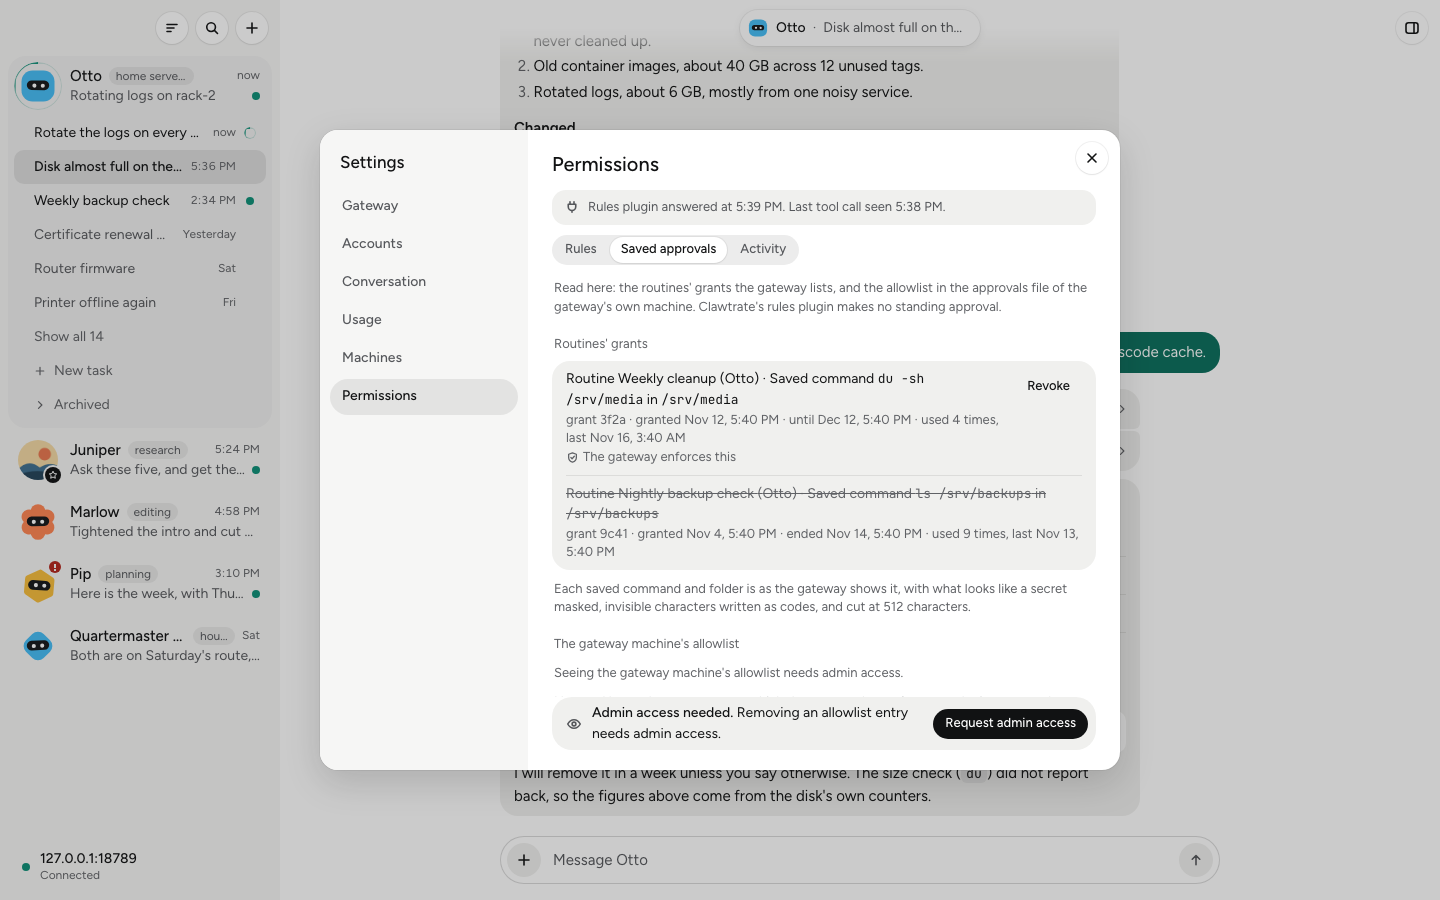 Otto home serve... now
Rotating logs on rack-2
Rotate the logs on every ... now
Disk almost full on the... 5:36 PM
Weekly backup check 2:34 PM
Certificate renewal ... Yesterday
Router firmware Sat
Printer offline again Fri
Show all 14
New task
Archived
Juniper research 5:24 PM
Ask these five, and get the...
Marlow editing 4:58 PM
Tightened the intro and cut ...
Pip planning 3:10 PM
Here is the week, with Thu...
Quartermaster ... hou... Sat
Both are on Saturday's route,...
127.0.0.1:18789
Connected
Otto · Disk almost full on th...
never cleaned up.
2. Old container images, about 40 GB across 12 unused tags.
3. Rotated logs, about 6 GB, mostly from one noisy service.
Changed
scode cache.
Settings
Gateway
Accounts
Conversation
Usage
Machines
Permissions
Permissions
Rules plugin answered at 5:39 PM. Last tool call seen 5:38 PM.
Rules Saved approvals Activity
Read here: the routines' grants the gateway lists, and the allowlist in the approvals file of the
gateway's own machine. Clawtrate's rules plugin makes no standing approval.
Routines' grants
Routine Weekly cleanup (Otto) · Saved command du -sh
/srv/media in /srv/media
Revoke
grant 3f2a · granted Nov 12, 5:40 PM · until Dec 12, 5:40 PM · used 4 times,
last Nov 16, 3:40 AM
The gateway enforces this
Routine Nightly backup check (Otto) · Saved command ls /srv/backups in
/srv/backups
grant 9c41 · granted Nov 4, 5:40 PM · ended Nov 14, 5:40 PM · used 9 times, last Nov 13,
5:40 PM
Each saved command and folder is as the gateway shows it, with what looks like a secret
masked, invisible characters written as codes, and cut at 512 characters.
The gateway machine's allowlist
Seeing the gateway machine's allowlist needs admin access.
Admin access needed. Removing an allowlist entry
needs admin access.
Request admin access
I will remove it in a week unless you say otherwise. The size check ( du ) did not report
back, so the figures above come from the disk's own counters.
Message Otto